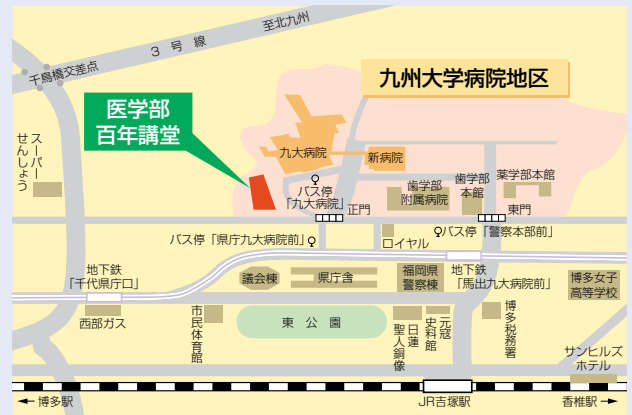 至北九州
3号線
千鳥橋交差点
九州大学病院地区
医学部
百年講堂
スーパー
せんしょう
九大病院
新病院
バス停
「九大病院」
正門
歯学部
附属病院
歯学部
本館
薬学部本館
東門
バス停「県庁九大病院前」
ロイヤル
バス停「警察本部前」
地下鉄
「千代県庁口」
議会棟
県庁舎
福岡県
警察棟
地下鉄
「馬出九大病院前」
博多女子
高等学校
西部ガス
市民体育館
東公園
日蓮
聖人銅像
元寇
史料館
博多税務署
サンヒルズ
ホテル
←博多駅
JR吉塚駅
香椎駅→